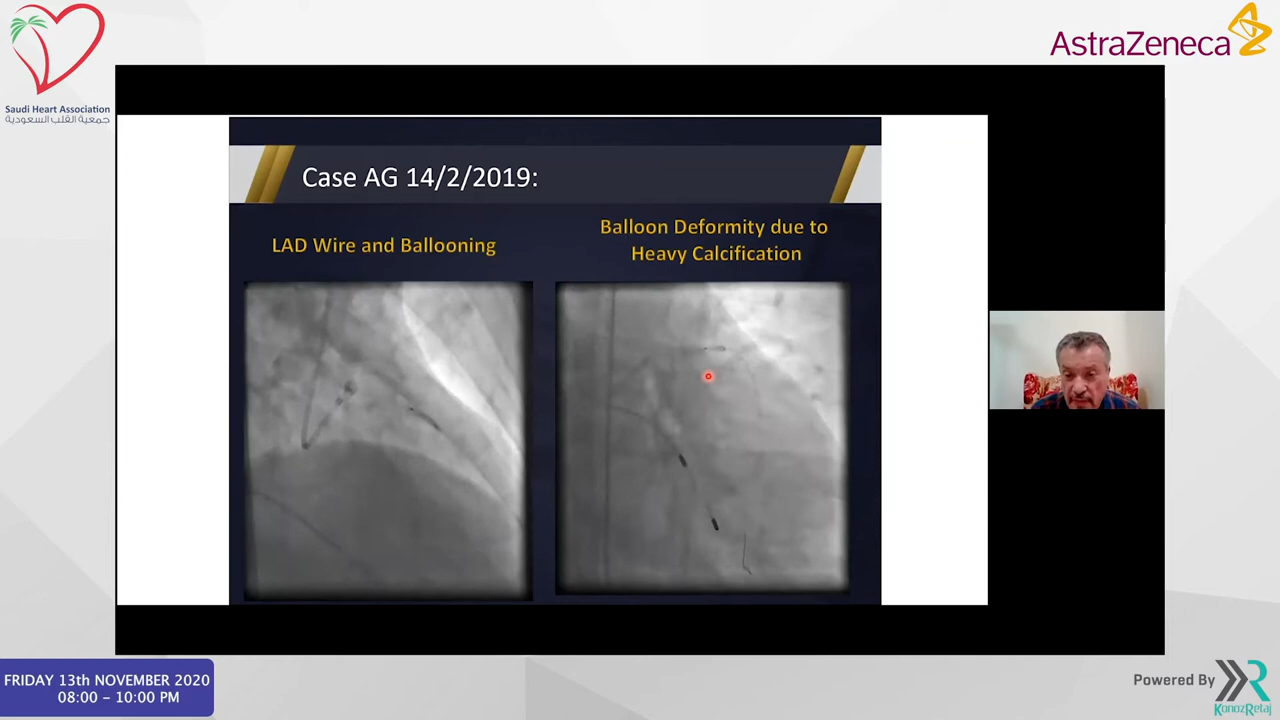 Saudi Heart Association
جمعية القلب السعودية
AstraZeneca
Case AG 14/2/2019:
LAD Wire and Ballooning
Balloon Deformity due to
Heavy Calcification
FRIDAY 13th NOVEMBER 2020
08:00 – 10:00 PM
Powered By
KonozRetaj